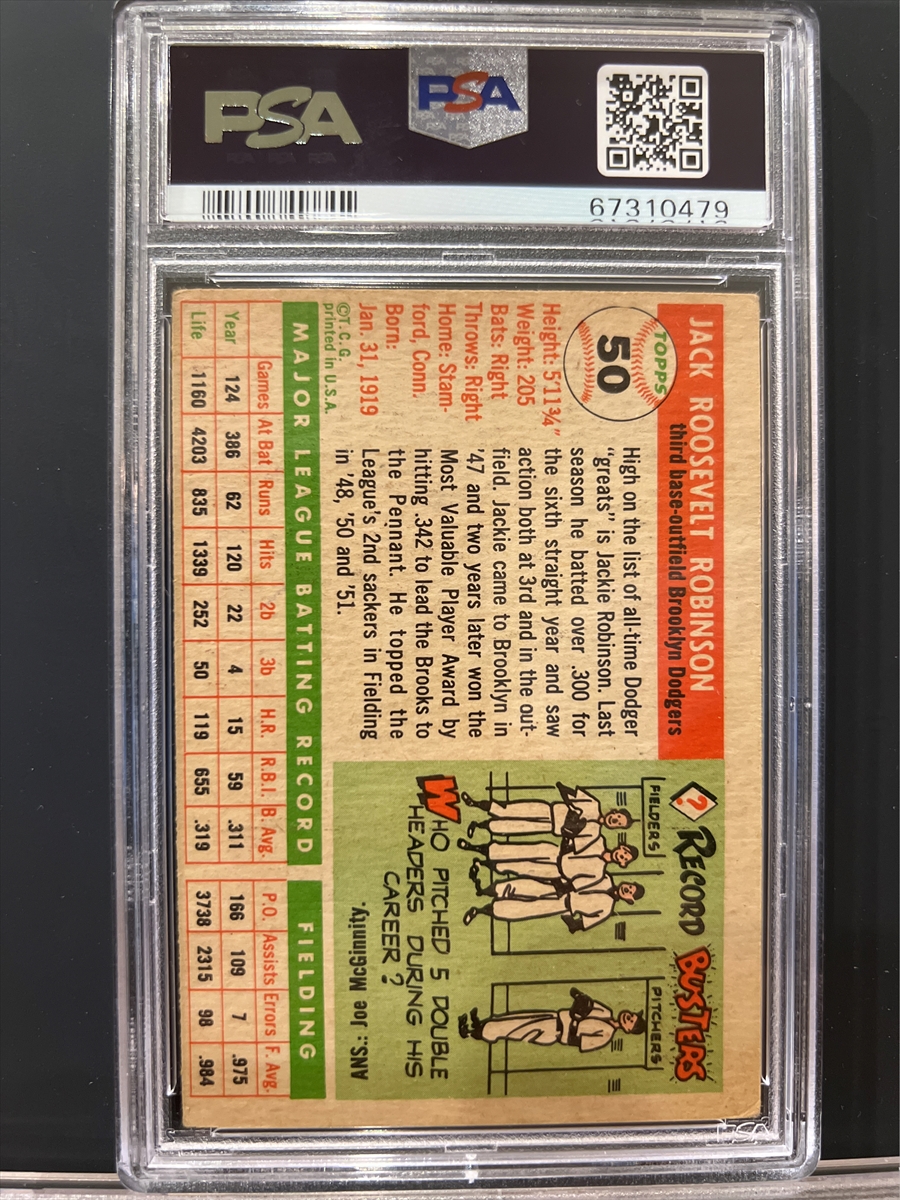 PSA
PSA
67310479
JACK ROOSEVELT ROBINSON
third base-outfield Brooklyn Dodgers
TOPPS
50
Height: 5'11¾"
Weight: 205
Bats: Right
Throws: Right
Home: Stam-
ford, Conn.
Born:
Jan. 31, 1919
©T.C.G.
printed in U.S.A.
High on the list of all-time Dodger
"greats" is Jackie Robinson. Last
season he batted over .300 for
the sixth straight year and saw
action both at 3rd and in the out-
field. Jackie came to Brooklyn in
'47 and two years later won the
Most Valuable Player Award by
hitting .342 to lead the Brooks to
the Pennant. He topped the
League's 2nd sackers in Fielding
in '48, '50 and '51.
? RECORD BUSTERS
FIELDERS
PITCHERS
WHO PITCHED 5 DOUBLE
HEADERS DURING HIS
CAREER?
ANS:: Joe McGinnity.
MAJOR LEAGUE BATTING RECORD FIELDING
Games At Bat Runs Hits 2b 3b H.R. R.B.I. B. Avg. P.O. Assists Errors F. Avg.
Year 124 386 62 120 22 4 15 59 .311 166 109 7 .975
Life 1160 4203 835 1339 252 50 119 655 .319 3738 2315 98 .984